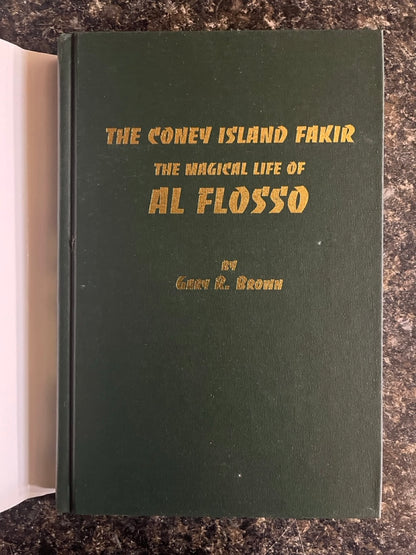 THE CONEY ISLAND FAKIR
THE MAGICAL LIFE OF
AL FLOSSO
BY
GARY R. BROWN